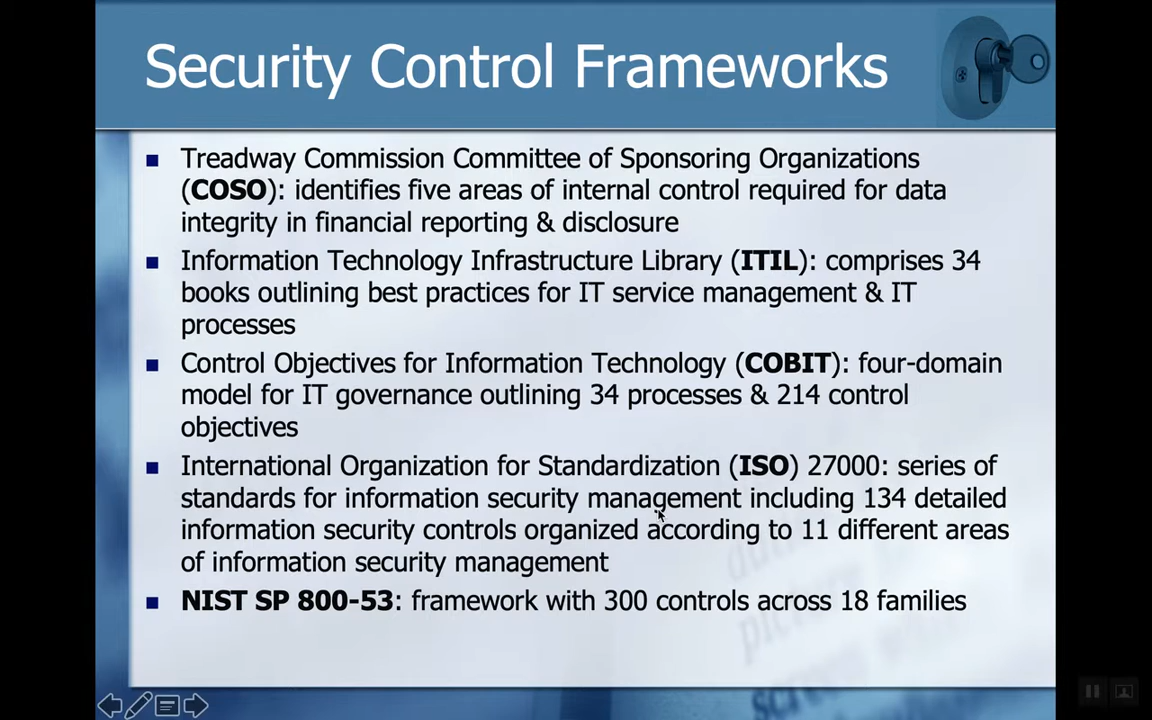 Security Control Frameworks
Treadway Commission Committee of Sponsoring Organizations
(COSO): identifies five areas of internal control required for data
integrity in financial reporting & disclosure
Information Technology Infrastructure Library (ITIL): comprises 34
books outlining best practices for IT service management & IT
processes
Control Objectives for Information Technology (COBIT): four-domain
model for IT governance outlining 34 processes & 214 control
objectives
International Organization for Standardization (ISO) 27000: series of
standards for information security management including 134 detailed
information security controls organized according to 11 different areas
of information security management
NIST SP 800-53: framework with 300 controls across 18 families